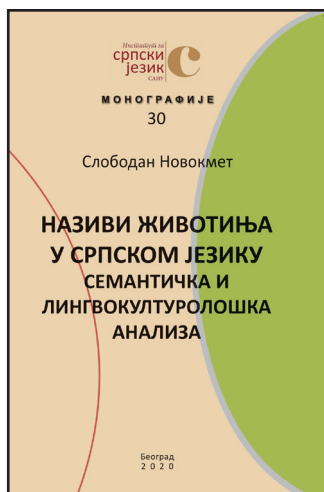 Институт за
српски
језик
САНУ
с
МОНОГРАФИЈЕ
30
Слободан Новокмет
НАЗИВИ ЖИВОТИЊА
У СРПСКОМ ЈЕЗИКУ
СЕМАНТИЧКА И
ЛИНГВОКУЛТУРОЛОШКА
АНАЛИЗА
Београд
2020